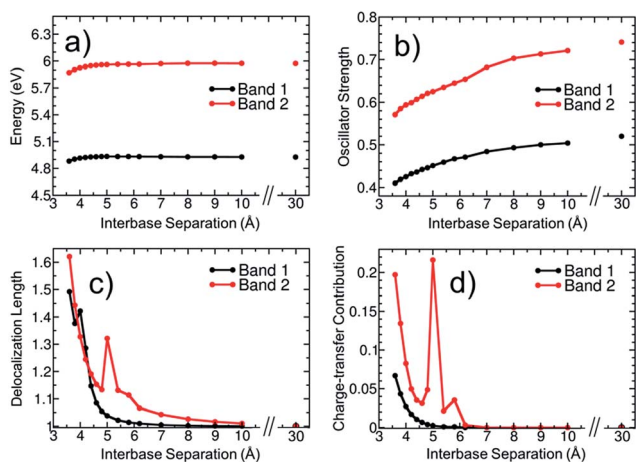 a)
6.3
6
5.7
5.4
5.1
4.8
4.5
Energy (eV)
Band 1
Band 2
3 4 5 6 7 8 9 10 // 30
Interbase Separation (Å)
b)
0.8
0.7
0.6
0.5
0.4
Oscillator Strength
Band 1
Band 2
3 4 5 6 7 8 9 10 // 30
Interbase Separation (Å)
c)
1.6
1.5
1.4
1.3
1.2
1.1
1
Delocalization Length
Band 1
Band 2
3 4 5 6 7 8 9 10 // 30
Interbase Separation (Å)
d)
0.2
0.15
0.1
0.05
0
Charge-transfer Contribution
Band 1
Band 2
3 4 5 6 7 8 9 10 // 30
Interbase Separation (Å)